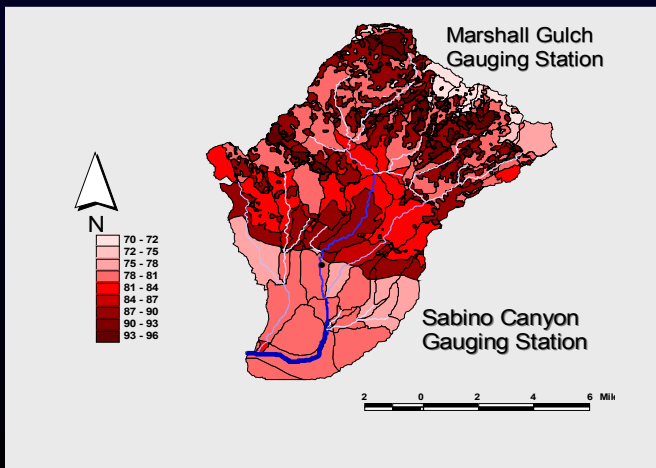 Marshall Gulch
Gauging Station
N
70 - 72
72 - 75
75 - 78
78 - 81
81 - 84
84 - 87
87 - 90
90 - 93
93 - 96
Sabino Canyon
Gauging Station
2 0 2 4 6 Mil